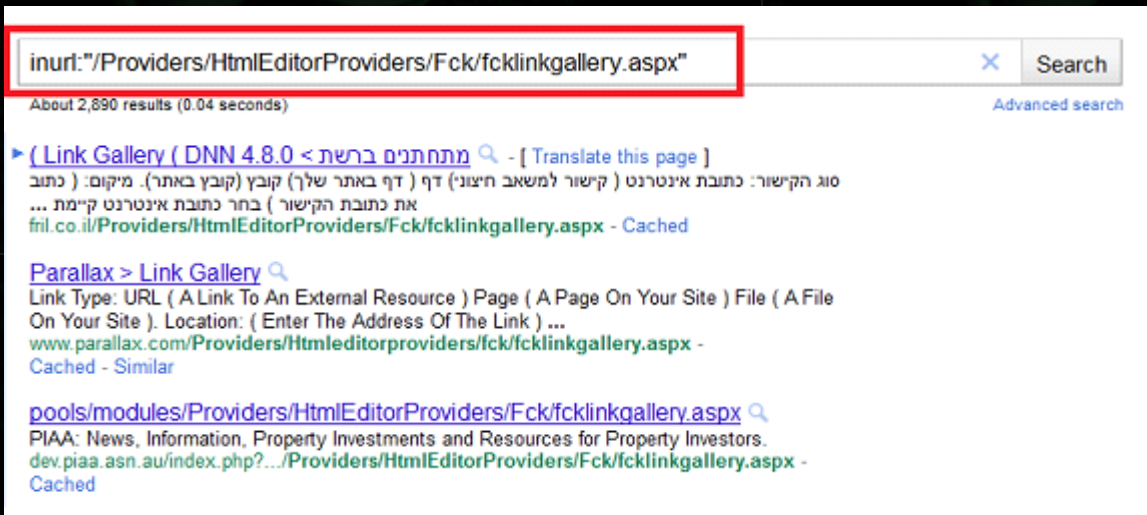 inurl:"/Providers/HtmlEditorProviders/Fck/fcklinkgallery.aspx" × Search
About 2,890 results (0.04 seconds) Advanced search
( Link Gallery ( DNN 4.8.0 < מתחתנים ברשת - [ Translate this page ]
סוג הקישור: כתובת אינטרנט ( קישור למשאב חיצוני) דף ( דף באתר שלך) קובץ (קובץ באתר). מיקום: ( כתוב
את כתובת הקישור ) בחר כתובת אינטרנט קיימת ...
fril.co.il/Providers/HtmlEditorProviders/Fck/fcklinkgallery.aspx - Cached
Parallax > Link Gallery
Link Type: URL ( A Link To An External Resource ) Page ( A Page On Your Site ) File ( A File
On Your Site ). Location: ( Enter The Address Of The Link ) ...
www.parallax.com/Providers/Htmleditorproviders/fck/fcklinkgallery.aspx -
Cached - Similar
pools/modules/Providers/HtmlEditorProviders/Fck/fcklinkgallery.aspx
PIAA: News, Information, Property Investments and Resources for Property Investors.
dev.piaa.asn.au/index.php?.../Providers/HtmlEditorProviders/Fck/fcklinkgallery.aspx -
Cached